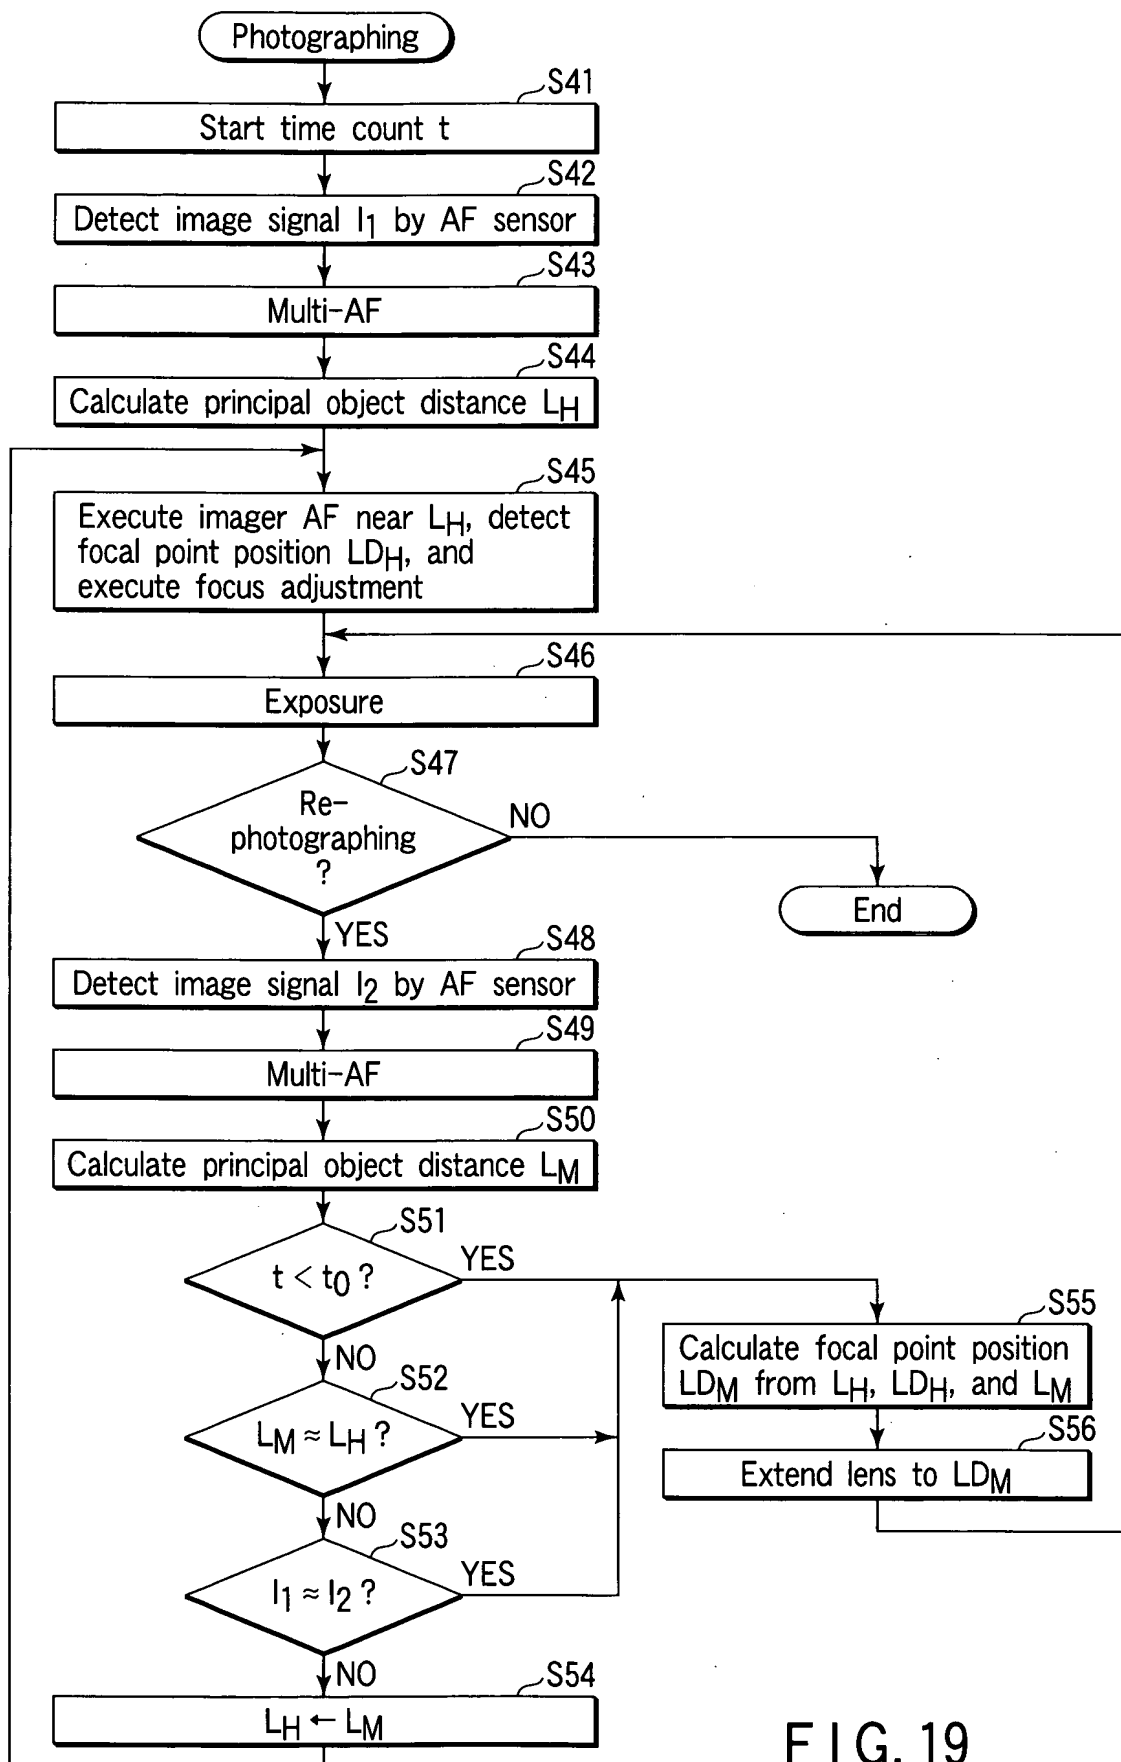 Photographing
S41
Start time count t
S42
Detect image signal I1 by AF sensor
S43
Multi-AF
S44
Calculate principal object distance LH
S45
Execute imager AF near LH, detect
focal point position LDH, and
execute focus adjustment
S46
Exposure
S47
Re-
photographing
?
NO
End
YES
S48
Detect image signal I2 by AF sensor
S49
Multi-AF
S50
Calculate principal object distance LM
S51
t < t0 ?
YES
NO
S52
LM ≈ LH ?
YES
NO
S53
I1 ≈ I2 ?
YES
NO
S54
LH ← LM
S55
Calculate focal point position
LDM from LH, LDH, and LM
S56
Extend lens to LDM
FIG. 19